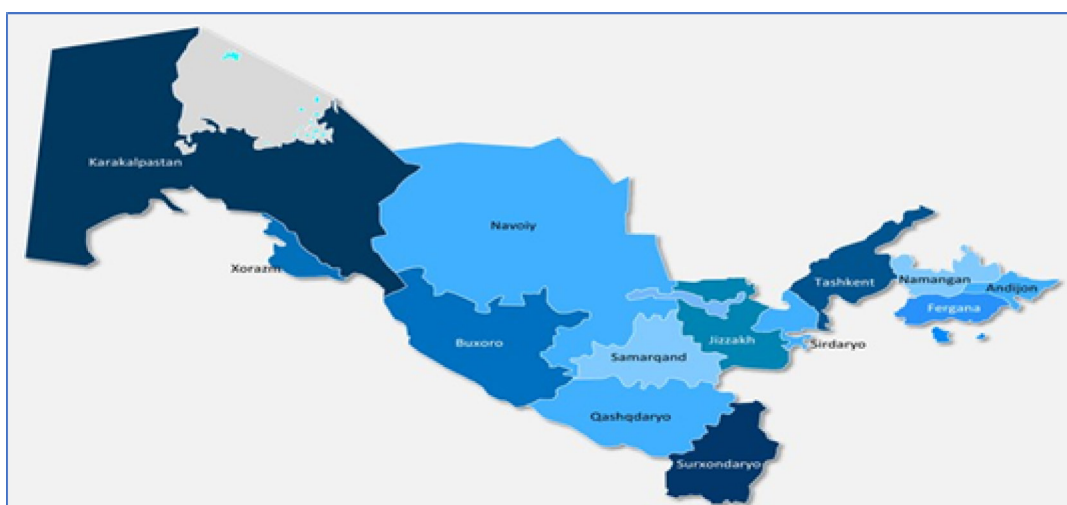 Karakalpastan
Navoiy
Xorazm
Tashkent
Namangan
Andijon
Fergana
Buxoro
Jizzakh
Sirdaryo
Samarqand
Qashqdaryo
Surxondaryo